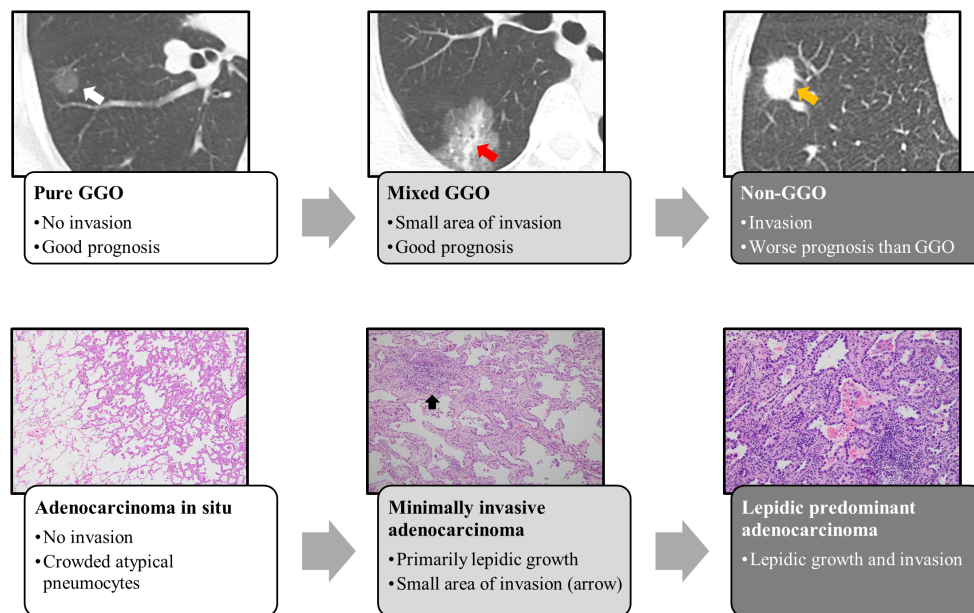 Pure GGO
•No invasion
•Good prognosis
Mixed GGO
•Small area of invasion
•Good prognosis
Non-GGO
•Invasion
•Worse prognosis than GGO
Adenocarcinoma in situ
•No invasion
•Crowded atypical
pneumocytes
Minimally invasive
adenocarcinoma
•Primarily lepidic growth
•Small area of invasion (arrow)
Lepidic predominant
adenocarcinoma
•Lepidic growth and invasion